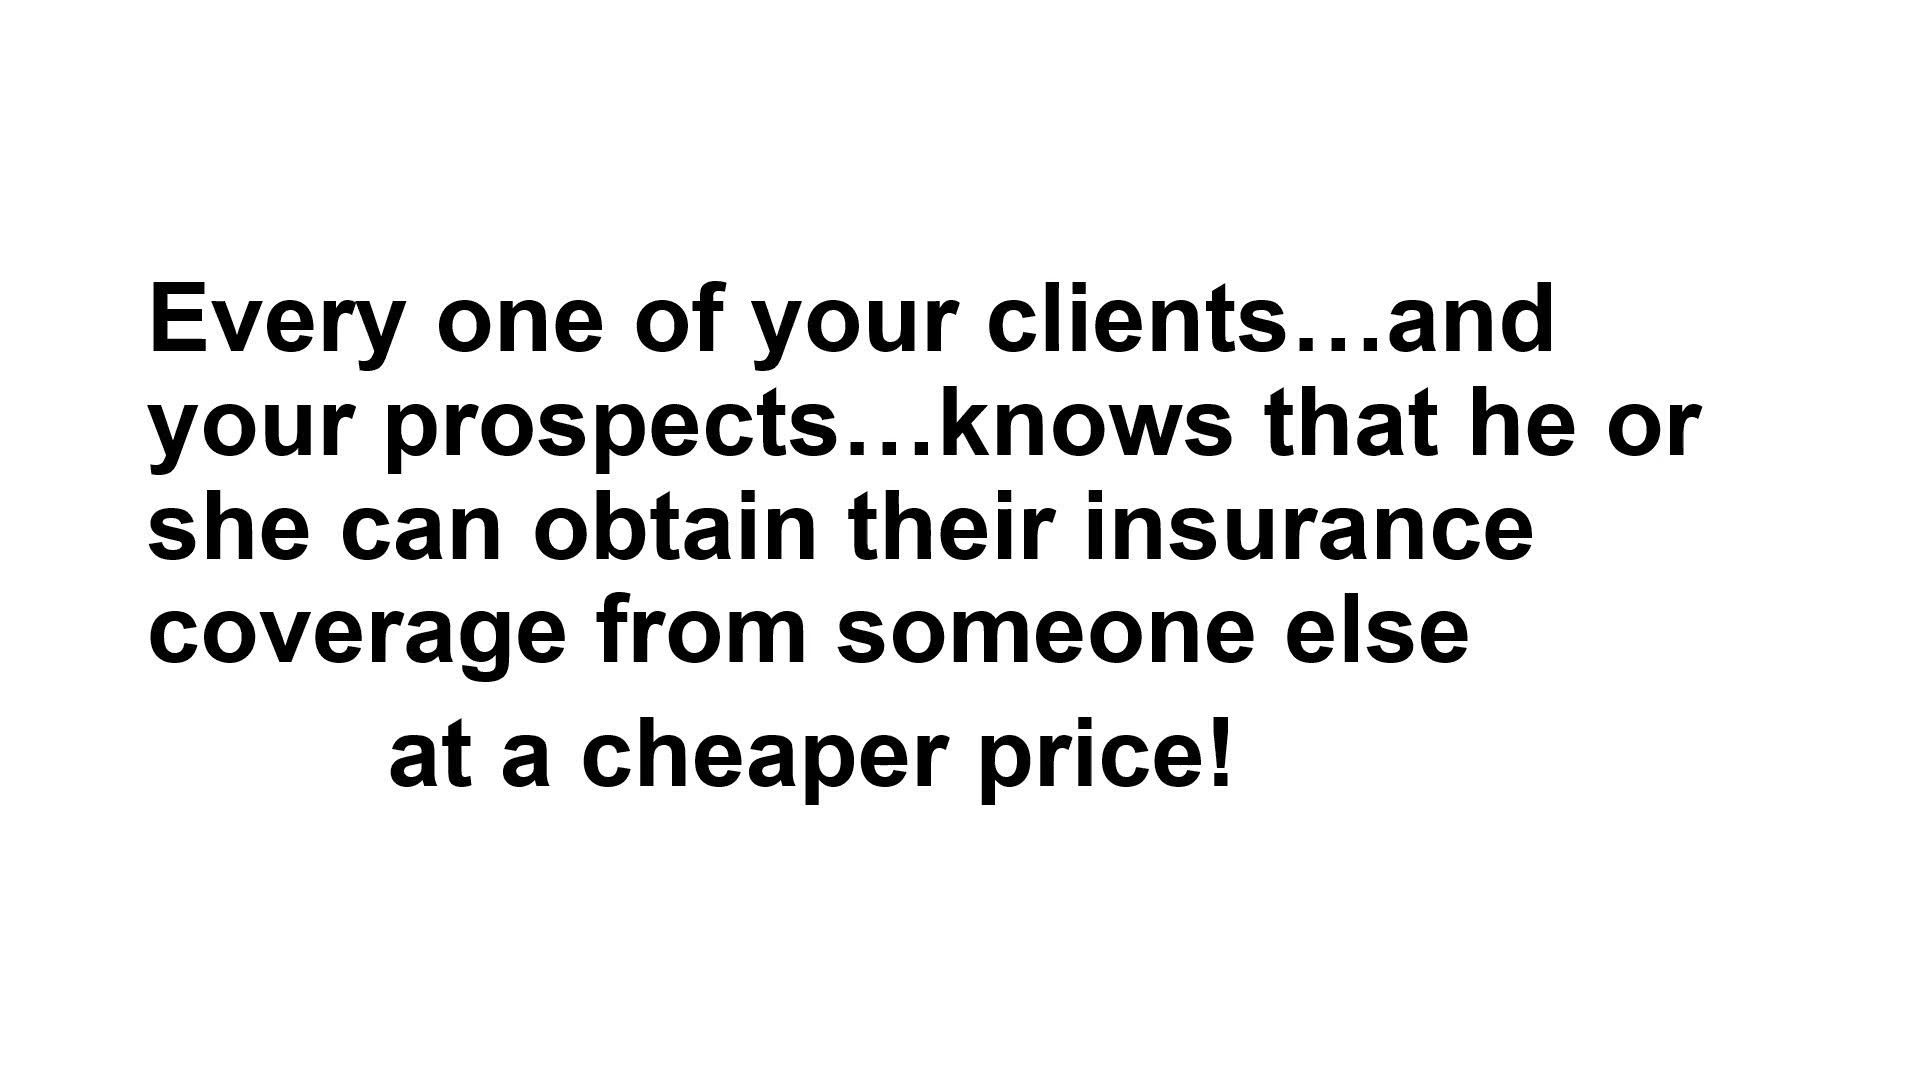 Every one of your clients…and
your prospects…knows that he or
she can obtain their insurance
coverage from someone else
at a cheaper price!